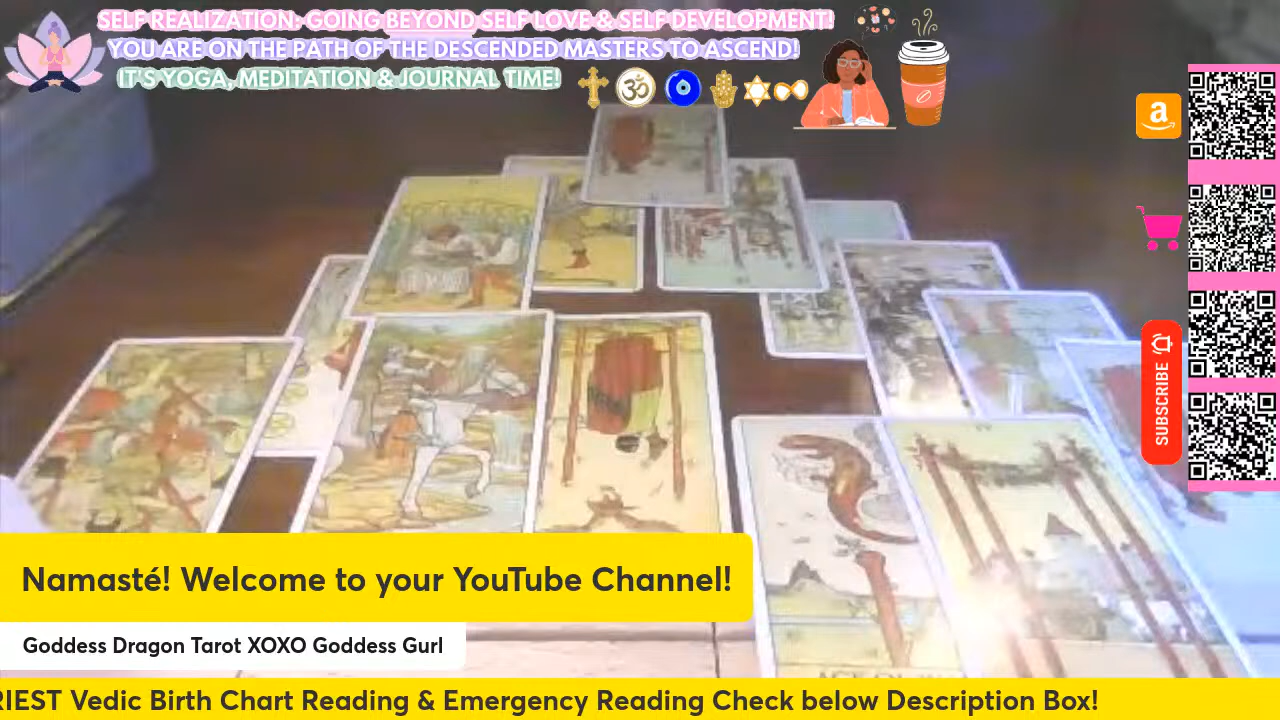 SELF REALIZATION: GOING BEYOND SELF LOVE & SELF DEVELOPMENT!
YOU ARE ON THE PATH OF THE DESCENDED MASTERS TO ASCEND!
IT'S YOGA, MEDITATION & JOURNAL TIME!
SUBSCRIBE
Namasté! Welcome to your YouTube Channel!
Goddess Dragon Tarot XOXO Goddess Gurl
RIEST Vedic Birth Chart Reading & Emergency Reading Check below Description Box!